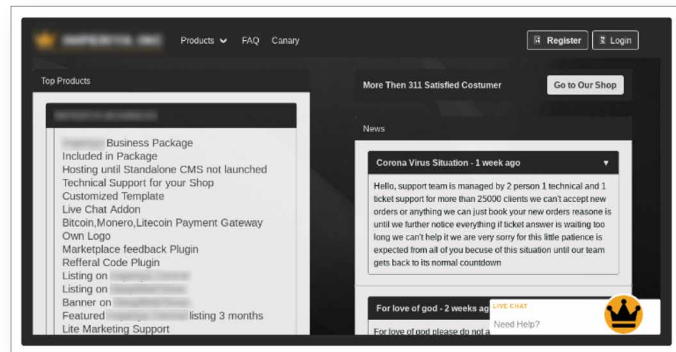 Products
FAQ
Canary
Register
Login
Top Products
Business Package
Included in Package
Hosting until Standalone CMS not launched
Technical Support for your Shop
Customized Template
Live Chat Addon
Bitcoin,Monero,Litecoin Payment Gateway
Own Logo
Marketplace feedback Plugin
Refferal Code Plugin
Listing on
Listing on
Banner on
Featured listing 3 months
Lite Marketing Support
More Then 311 Satisfied Costumer
Go to Our Shop
News
Corona Virus Situation - 1 week ago
Hello, support team is managed by 2 person 1 technical and 1
ticket support for more than 25000 clients we can't accept new
orders or anything we can just book your new orders reasone is
until we further notice everything if ticket answer is waiting too
long we can't help it we are very sorry for this little patience is
expected from all of you becuse of this situation until our team
gets back to its normal countdown
For love of god - 2 weeks ag
For love of god please do not a
LIVE CHAT
Need Help?